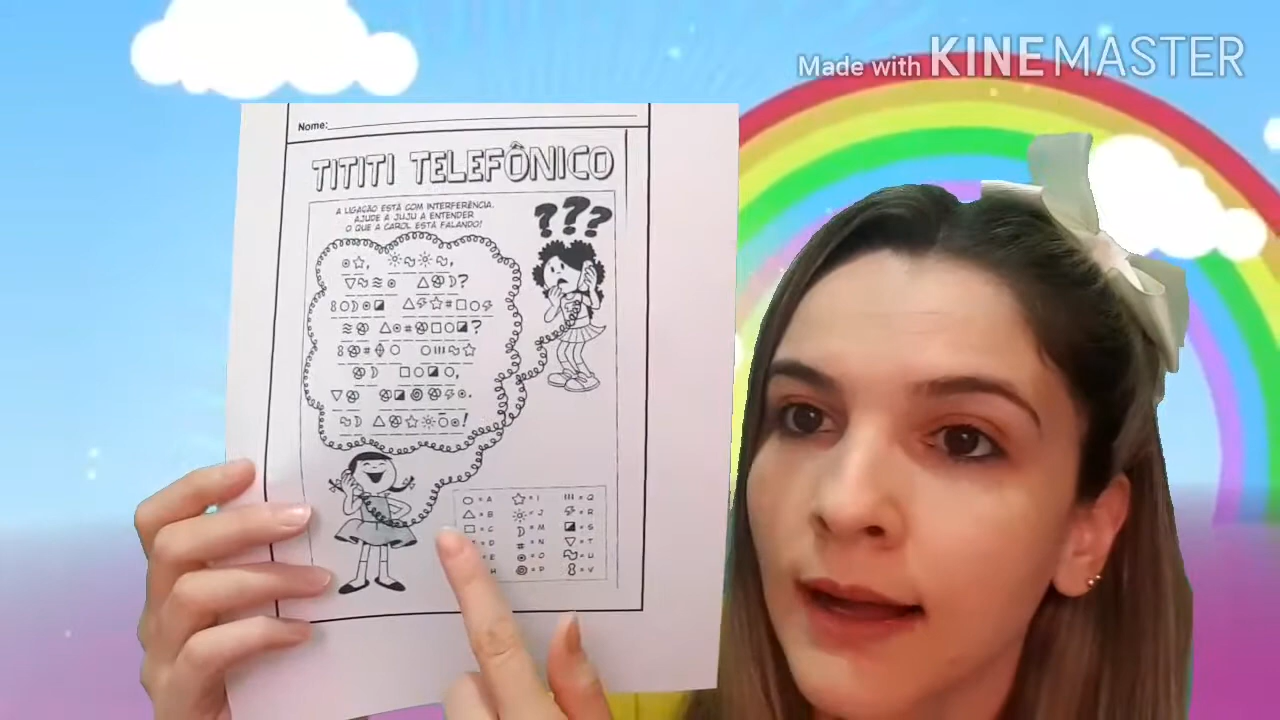 Made with KINEMASTER
Nome:
TITITI TELEFÔNICO
A LIGAÇÃO ESTÁ COM INTERFERÊNCIA.
AJUDE A JUJU A ENTENDER
O QUE A CAROL ESTÁ FALANDO!
???
= A = I = Q
= B = J = R
= C = M = S
= D = N = T
= E = O = U
H = P = V